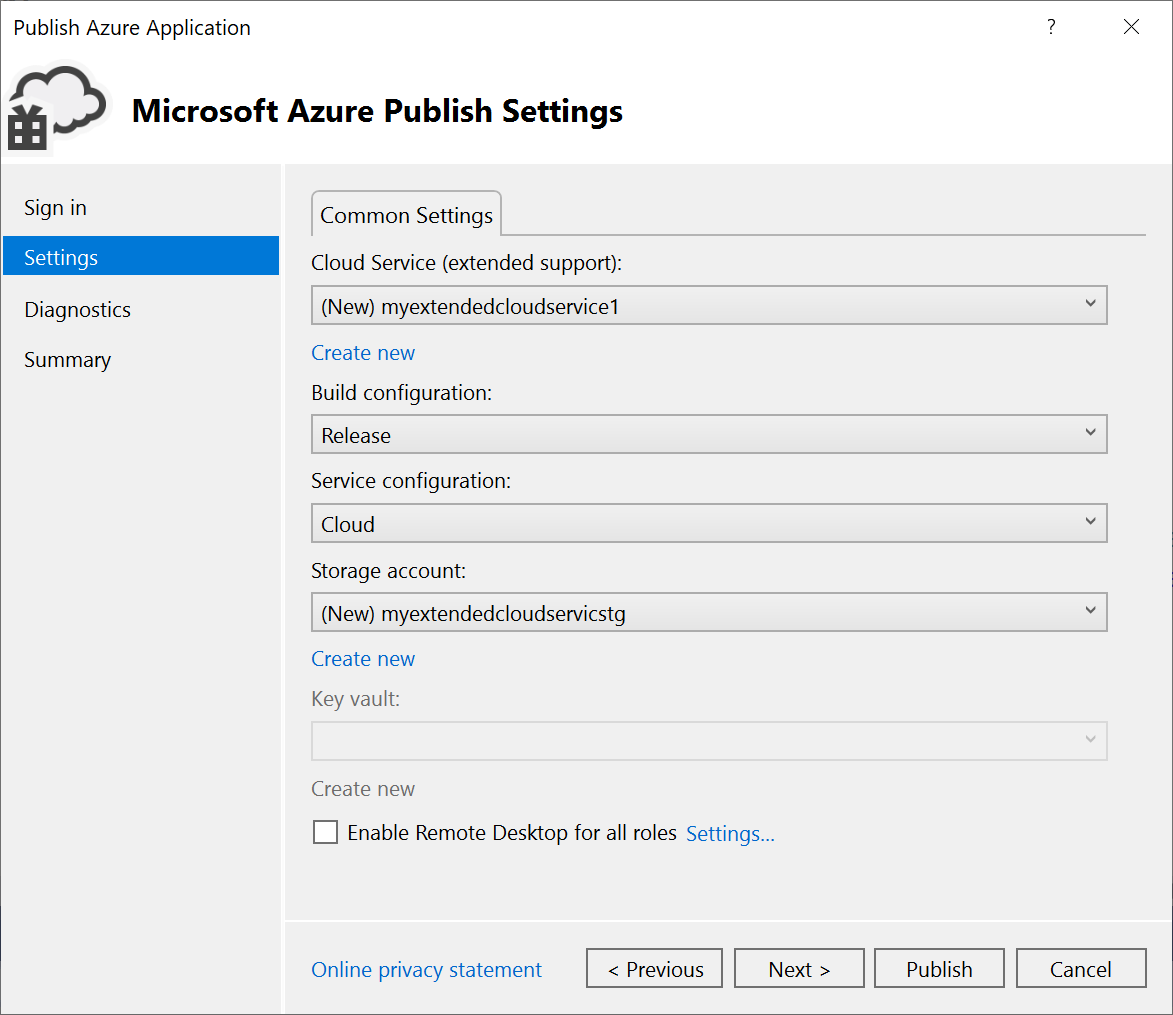 Publish Azure Application
?
Microsoft Azure Publish Settings
Sign in
Settings
Diagnostics
Summary
Common Settings
Cloud Service (extended support):
(New) myextendedcloudservice1
Create new
Build configuration:
Release
Service configuration:
Cloud
Storage account:
(New) myextendedcloudservicstg
Create new
Key vault:
Create new
Enable Remote Desktop for all roles Settings...
Online privacy statement
< Previous
Next >
Publish
Cancel